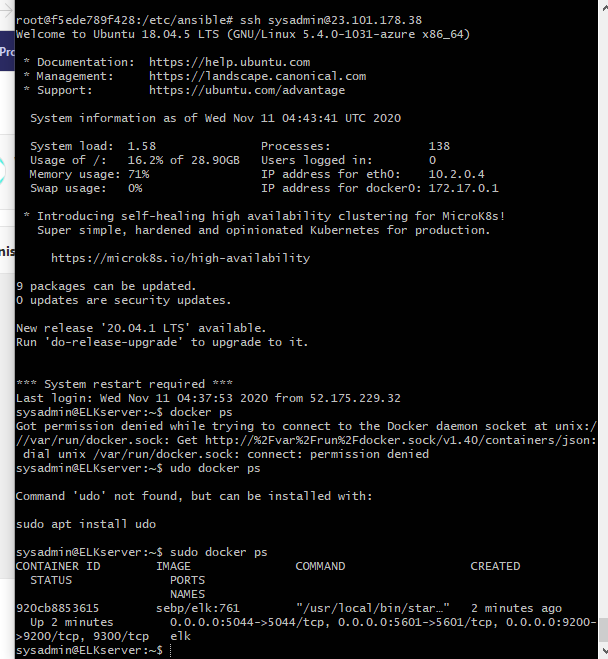 root@f5ede789f428:/etc/ansible# ssh sysadmin@23.101.178.38
Welcome to Ubuntu 18.04.5 LTS (GNU/Linux 5.4.0-1031-azure x86_64)
Pro
 * Documentation:  https://help.ubuntu.com
 * Management:     https://landscape.canonical.com
 * Support:        https://ubuntu.com/advantage
  System information as of Wed Nov 11 04:43:41 UTC 2020
  System load:  1.58               Processes:              138
  Usage of /:   16.2% of 28.90GB   Users logged in:        0
  Memory usage: 71%                IP address for eth0:    10.2.0.4
  Swap usage:   0%                 IP address for docker0: 172.17.0.1
 * Introducing self-healing high availability clustering for MicroK8s!
   Super simple, hardened and opinionated Kubernetes for production.
nis
     https://microk8s.io/high-availability
9 packages can be updated.
0 updates are security updates.
New release '20.04.1 LTS' available.
Run 'do-release-upgrade' to upgrade to it.
*** System restart required ***
Last login: Wed Nov 11 04:37:53 2020 from 52.175.229.32
sysadmin@ELKserver:~$ docker ps
Got permission denied while trying to connect to the Docker daemon socket at unix:/
//var/run/docker.sock: Get http://%2Fvar%2Frun%2Fdocker.sock/v1.40/containers/json:
 dial unix /var/run/docker.sock: connect: permission denied
sysadmin@ELKserver:~$ udo docker ps
Command 'udo' not found, but can be installed with:
sudo apt install udo
sysadmin@ELKserver:~$ sudo docker ps
CONTAINER ID        IMAGE               COMMAND                  CREATED
  STATUS              PORTS
                      NAMES
920cb8853615        sebp/elk:761        "/usr/local/bin/star…"   2 minutes ago
  Up 2 minutes        0.0.0.0:5044->5044/tcp, 0.0.0.0:5601->5601/tcp, 0.0.0.0:9200-
>9200/tcp, 9300/tcp   elk
sysadmin@ELKserver:~$